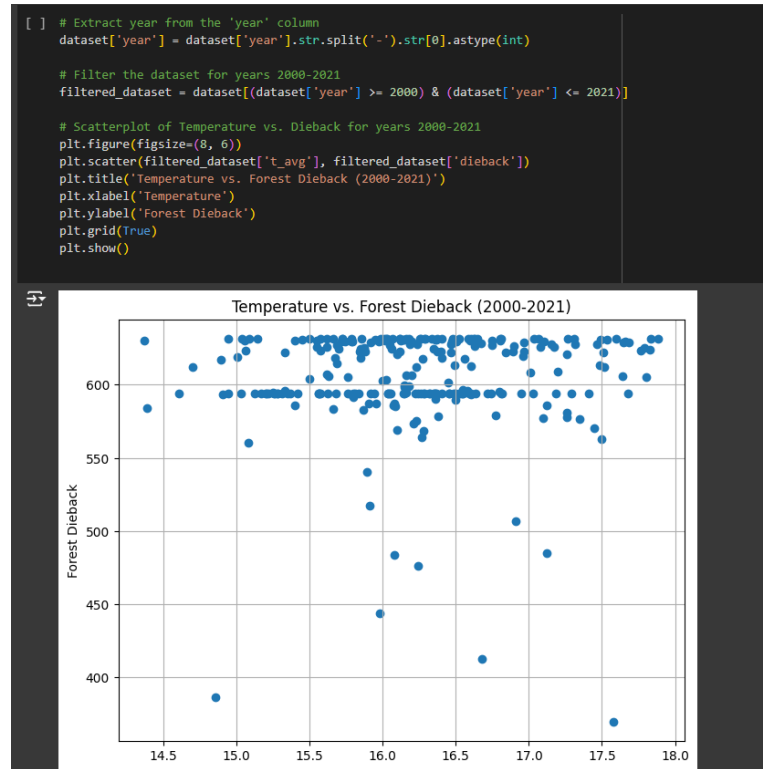 [ ] # Extract year from the 'year' column
dataset['year'] = dataset['year'].str.split('-').str[0].astype(int)
# Filter the dataset for years 2000-2021
filtered_dataset = dataset[(dataset['year'] >= 2000) & (dataset['year'] <= 2021)]
# Scatterplot of Temperature vs. Dieback for years 2000-2021
plt.figure(figsize=(8, 6))
plt.scatter(filtered_dataset['t_avg'], filtered_dataset['dieback'])
plt.title('Temperature vs. Forest Dieback (2000-2021)')
plt.xlabel('Temperature')
plt.ylabel('Forest Dieback')
plt.grid(True)
plt.show()
Temperature vs. Forest Dieback (2000-2021)
Forest Dieback
600
550
500
450
400
14.5 15.0 15.5 16.0 16.5 17.0 17.5 18.0